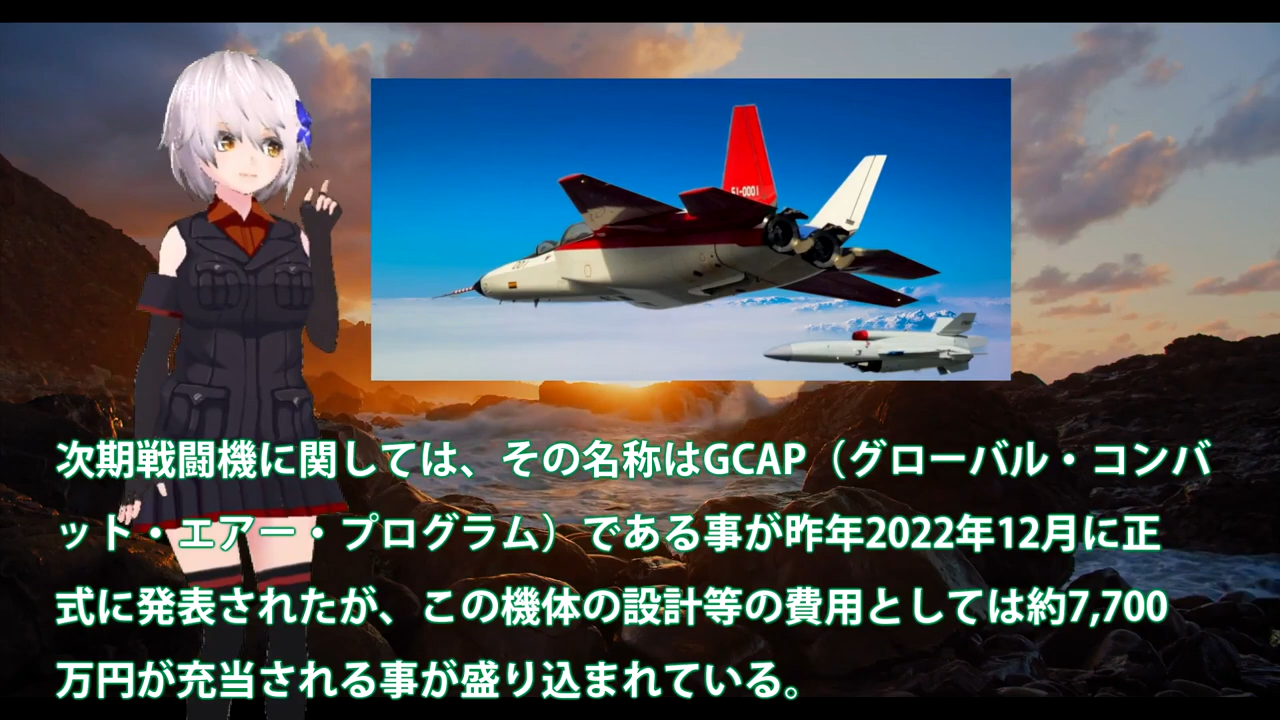 51-0001
次期戦闘機に関しては、その名称はGCAP（グローバル・コンバ
ット・エアー・プログラム）である事が昨年2022年12月に正
式に発表されたが、この機体の設計等の費用としては約7,700
万円が充当される事が盛り込まれている。